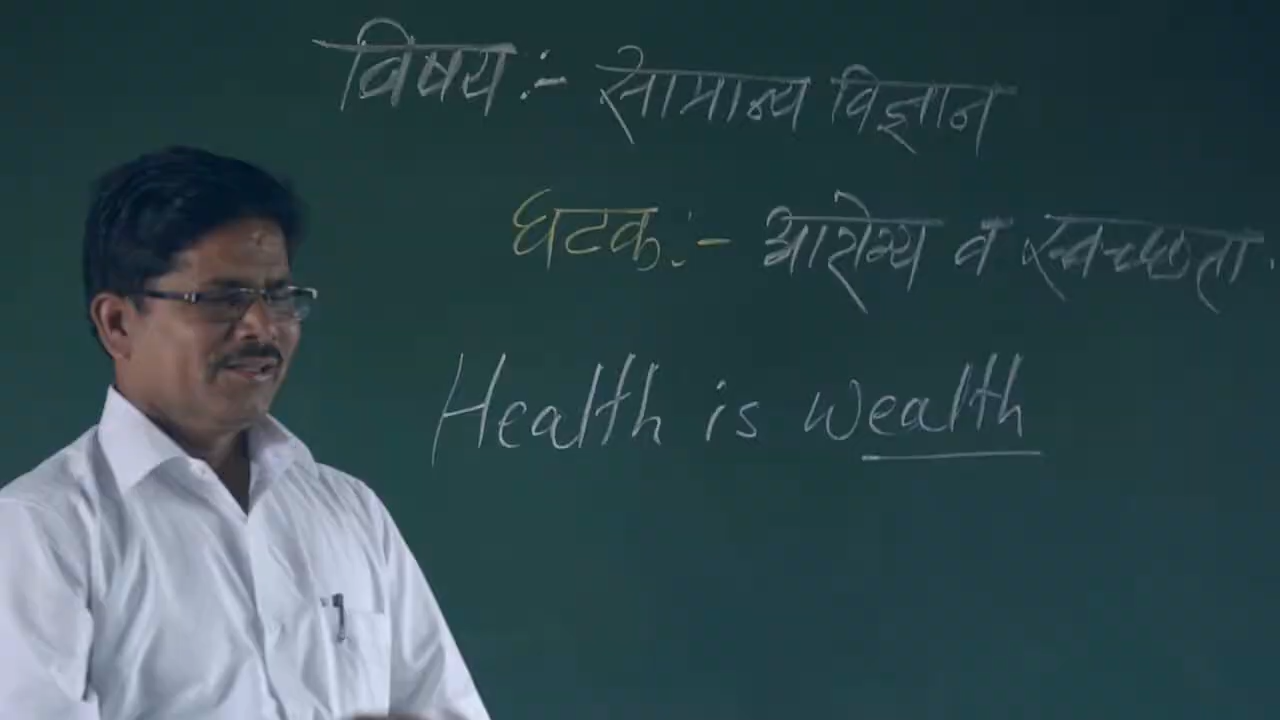 विषय :- सामान्य विज्ञान
घटक :- आरोग्य व स्वच्छता.
Health is wealth